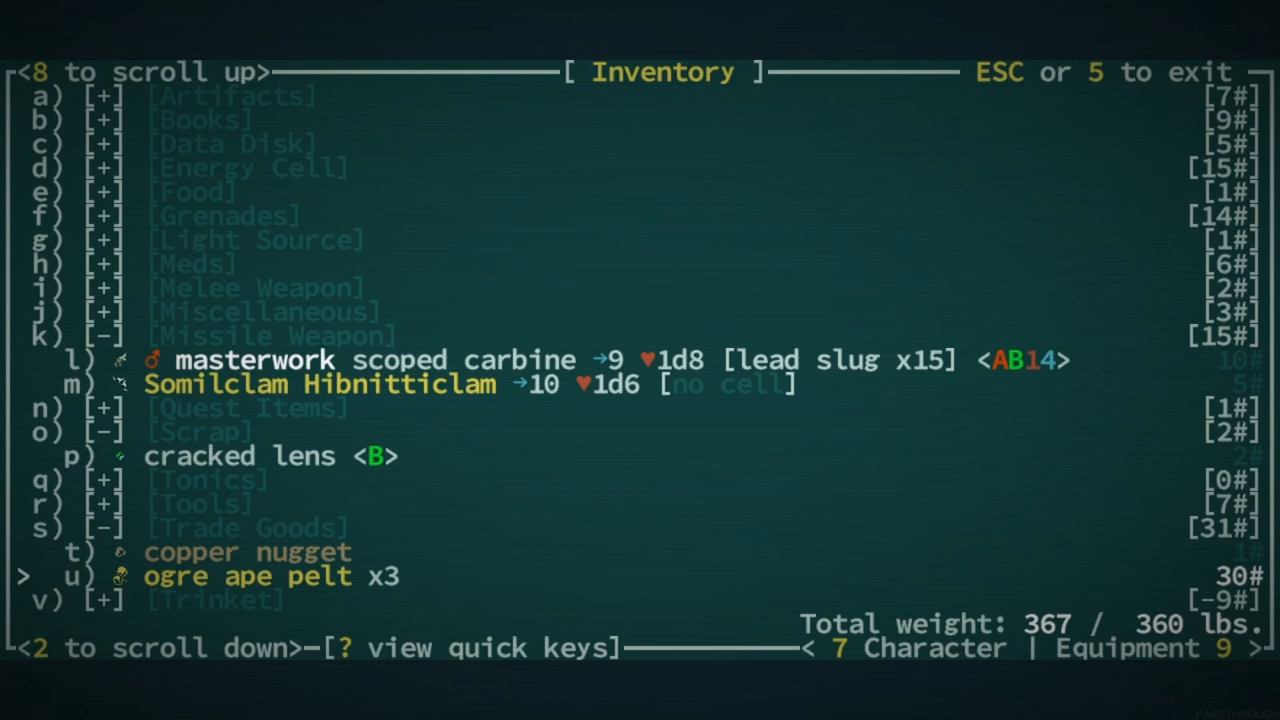 <8 to scroll up> [ Inventory ] ESC or 5 to exit
a) [+] [Artifacts] [7#]
b) [+] [Books] [9#]
c) [+] [Data Disk] [5#]
d) [+] [Energy Cell] [15#]
e) [+] [Food] [1#]
f) [+] [Grenades] [14#]
g) [+] [Light Source] [1#]
h) [+] [Meds] [6#]
i) [+] [Melee Weapon] [2#]
j) [+] [Miscellaneous] [3#]
k) [-] [Missile Weapon] [15#]
l) ♂ masterwork scoped carbine →9 ♥1d8 [lead slug x15] <AB14> 10#
m) Somilclam Hibnitticlam →10 ♥1d6 [no cell] 5#
n) [+] [Quest Items] [1#]
o) [-] [Scrap] [2#]
p) cracked lens <B> 2#
q) [+] [Tonics] [0#]
r) [+] [Tools] [7#]
s) [-] [Trade Goods] [31#]
t) copper nugget 1#
> u) ogre ape pelt x3 30#
v) [+] [Trinket] [-9#]
Total weight: 367 / 360 lbs.
<2 to scroll down> [? view quick keys] < 7 Character | Equipment 9 >